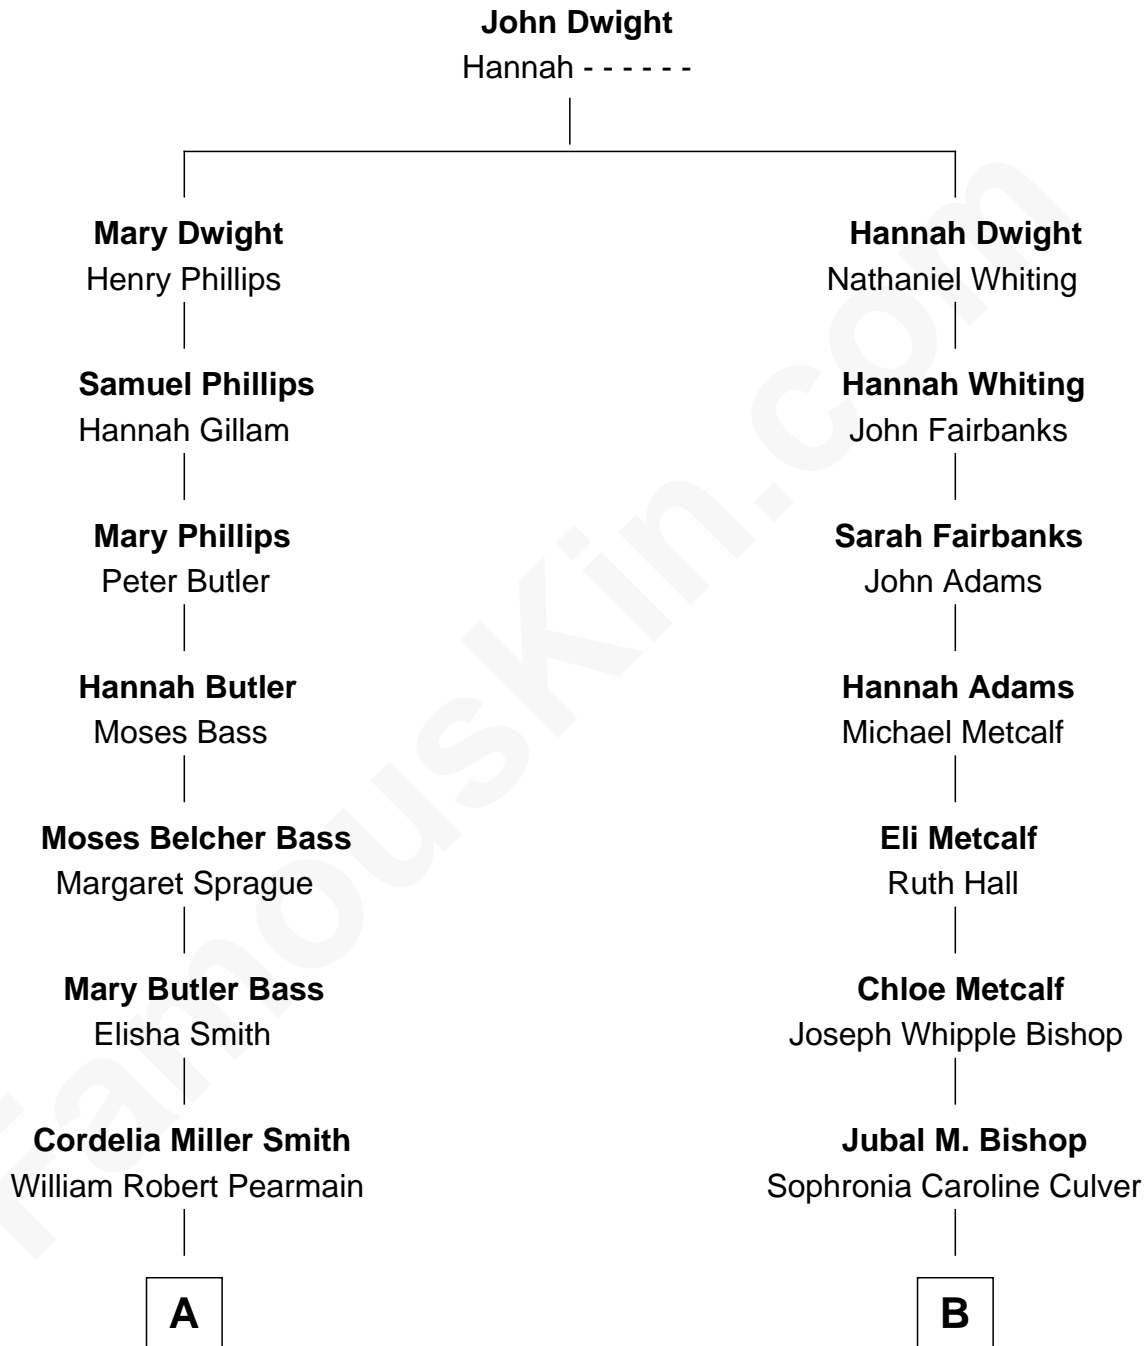 John Dwight
Hannah - - - - - -
Mary Dwight
Henry Phillips
Hannah Dwight
Nathaniel Whiting
Samuel Phillips
Hannah Gillam
Hannah Whiting
John Fairbanks
Mary Phillips
Peter Butler
Sarah Fairbanks
John Adams
Hannah Butler
Moses Bass
Hannah Adams
Michael Metcalf
Moses Belcher Bass
Margaret Sprague
Eli Metcalf
Ruth Hall
Mary Butler Bass
Elisha Smith
Chloe Metcalf
Joseph Whipple Bishop
Cordelia Miller Smith
William Robert Pearmain
Jubal M. Bishop
Sophronia Caroline Culver
A
B
FamousKin.com